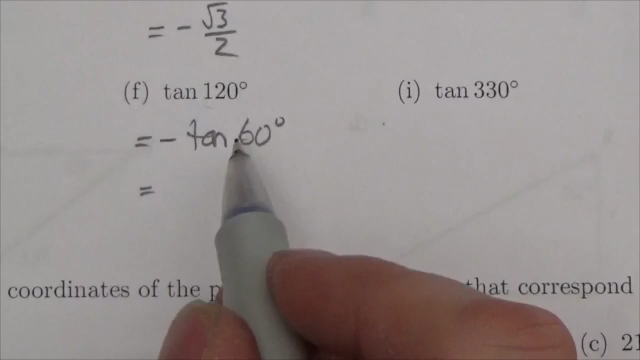 = - √3/2
(f) tan 120° (i) tan 330°
= - tan 60°
=
coordinates of the that correspond
(c) 21